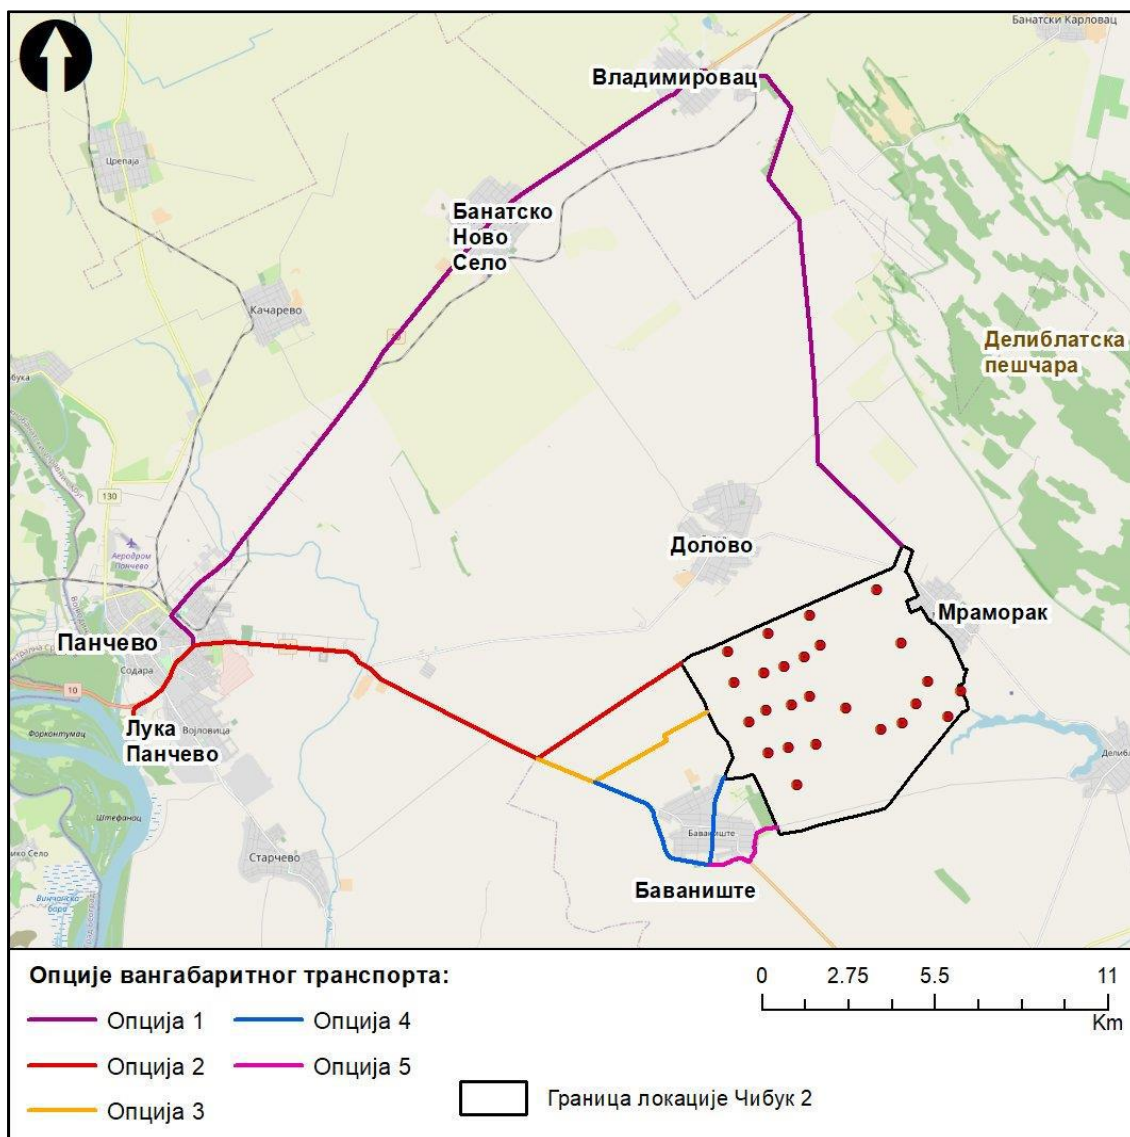 Банатски Карловац
Владимировац
Црепаја
Банатско
Ново
Село
Качарево
Делиблатска
пешчара
130
Аеродром
Панчево
Долово
Мраморак
Панчево
Содара
10
Лука
Панчево
Војловица
Форконтумац
Штефанац
Старчево
Баваниште
Баваниште
Винчанска
бара
Опције вангабаритног транспорта:
0 2.75 5.5 11
Km
Опција 1 Опција 4
Опција 2 Опција 5
Опција 3
Граница локације Чибук 2